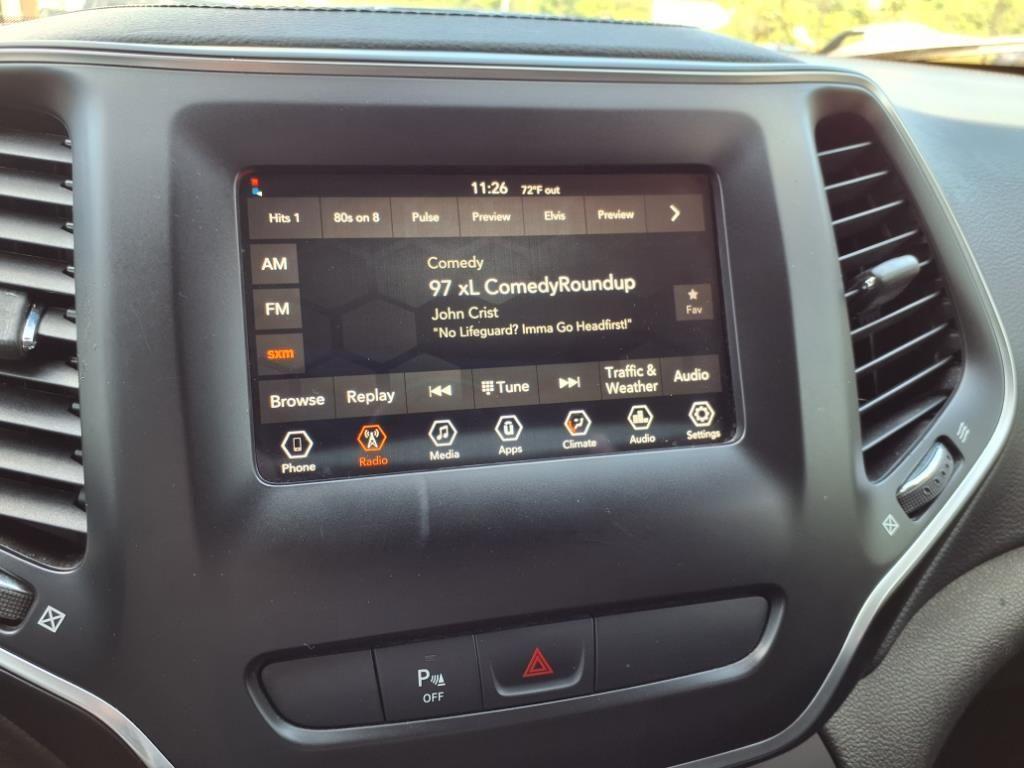 11:26 72°F out
Hits 1 80s on 8 Pulse Preview Elvis Preview
AM
FM
sxm
Comedy
97 xL ComedyRoundup
John Crist
"No Lifeguard? Imma Go Headfirst!"
Fav
Browse Replay Tune Traffic & Weather Audio
Phone Radio Media Apps Climate Audio Settings
P
OFF